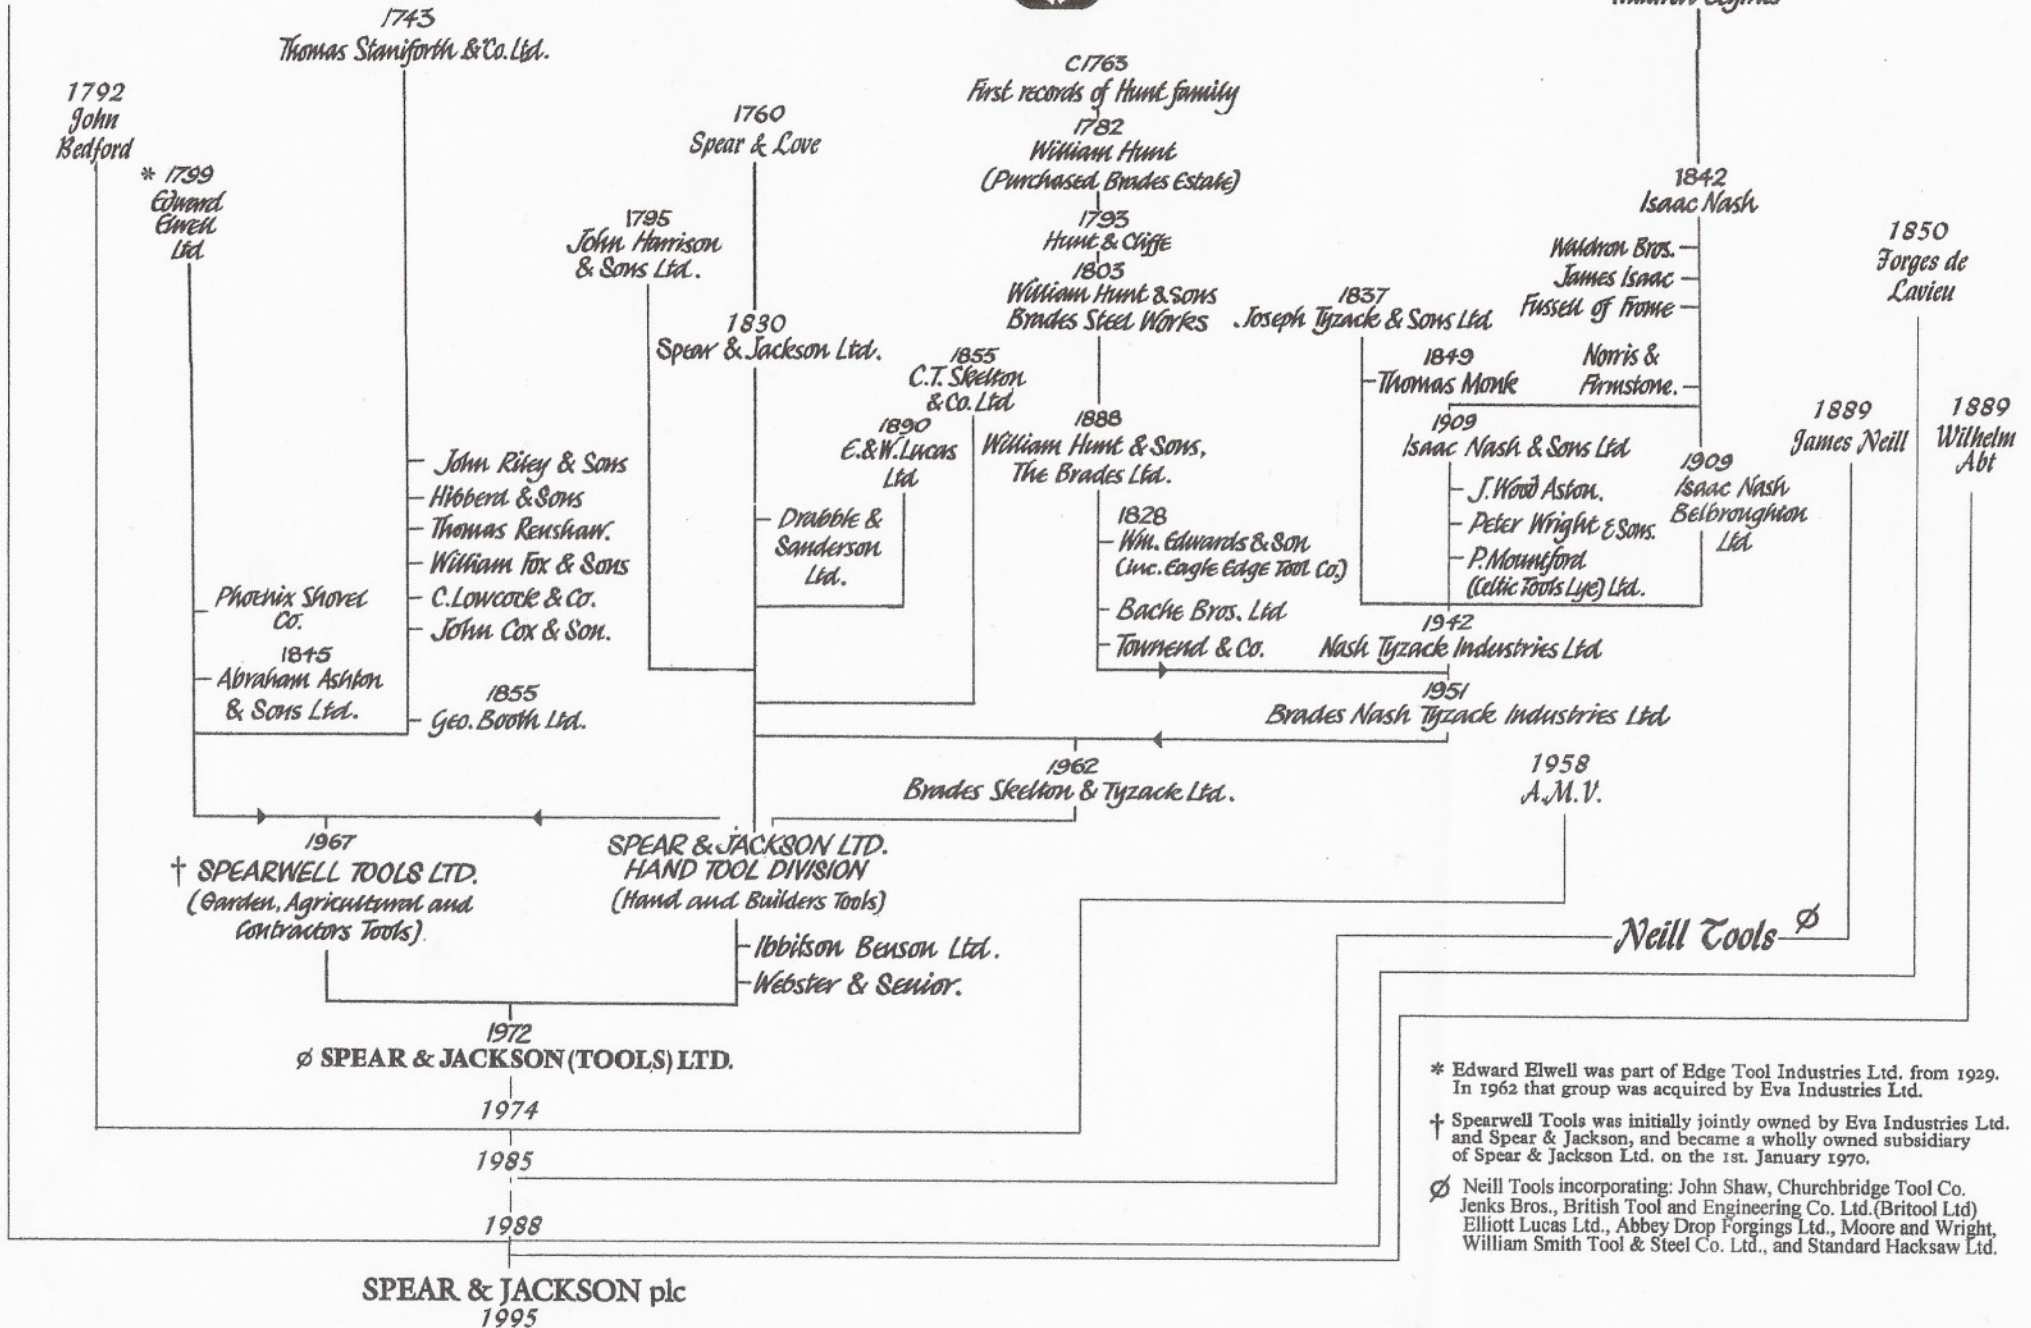 1743
Thomas Staniforth & Co. Ltd.
1792
John
Bedford
* 1799
Edward
Elwell
Ltd.
1760
Spear & Love
1795
John Harrison
& Sons Ltd.
1830
Spear & Jackson Ltd.
C1763
First records of Hunt family
1782
William Hunt
(Purchased Brades Estate)
1793
Hunt & Cliffe
1803
William Hunt & Sons
Brades Steel Works
1837
Joseph Tyzack & Sons Ltd
1849
Thomas Monk
1842
Isaac Nash
Waldron Bros.
James Isaac
Fussell of Frome
Norris &
Firmstone.
1850
Forges de
Lavieu
1855
C.T. Skelton
& Co. Ltd
1890
E.&W. Lucas
Ltd
1888
William Hunt & Sons,
The Brades Ltd.
1909
Isaac Nash & Sons Ltd
1909
Isaac Nash
Belbroughton
Ltd
1889
James Neill
1889
Wilhelm
Abt
John Riley & Sons
Hibberd & Sons
Thomas Renshaw.
William Fox & Sons
C. Lowcock & Co.
John Cox & Son.
1855
Geo. Booth Ltd.
Phoenix Shovel
Co.
1845
Abraham Ashton
& Sons Ltd.
Drabble &
Sanderson
Ltd.
1828
Wm. Edwards & Son
(inc. Eagle Edge Tool Co.)
Bache Bros. Ltd
Townend & Co.
J. Wood Aston.
Peter Wright & Sons.
P. Mountford
(Celtic Tools Lye) Ltd.
1942
Nash Tyzack Industries Ltd
1951
Brades Nash Tyzack Industries Ltd
1958
A.M.V.
1962
Brades Skelton & Tyzack Ltd.
1967
† SPEARWELL TOOLS LTD.
(Garden, Agricultural and
Contractors Tools).
SPEAR & JACKSON LTD.
HAND TOOL DIVISION
(Hand and Builders Tools)
Ibbitson Benson Ltd.
Webster & Senior.
Neill Tools ø
1972
ø SPEAR & JACKSON (TOOLS) LTD.
1974
1985
1988
SPEAR & JACKSON plc
1995
* Edward Elwell was part of Edge Tool Industries Ltd. from 1929.
In 1962 that group was acquired by Eva Industries Ltd.
† Spearwell Tools was initially jointly owned by Eva Industries Ltd.
and Spear & Jackson, and became a wholly owned subsidiary
of Spear & Jackson Ltd. on the 1st. January 1970.
ø Neill Tools incorporating: John Shaw, Churchbridge Tool Co.
Jenks Bros., British Tool and Engineering Co. Ltd.(Britool Ltd)
Elliott Lucas Ltd., Abbey Drop Forgings Ltd., Moore and Wright,
William Smith Tool & Steel Co. Ltd., and Standard Hacksaw Ltd.